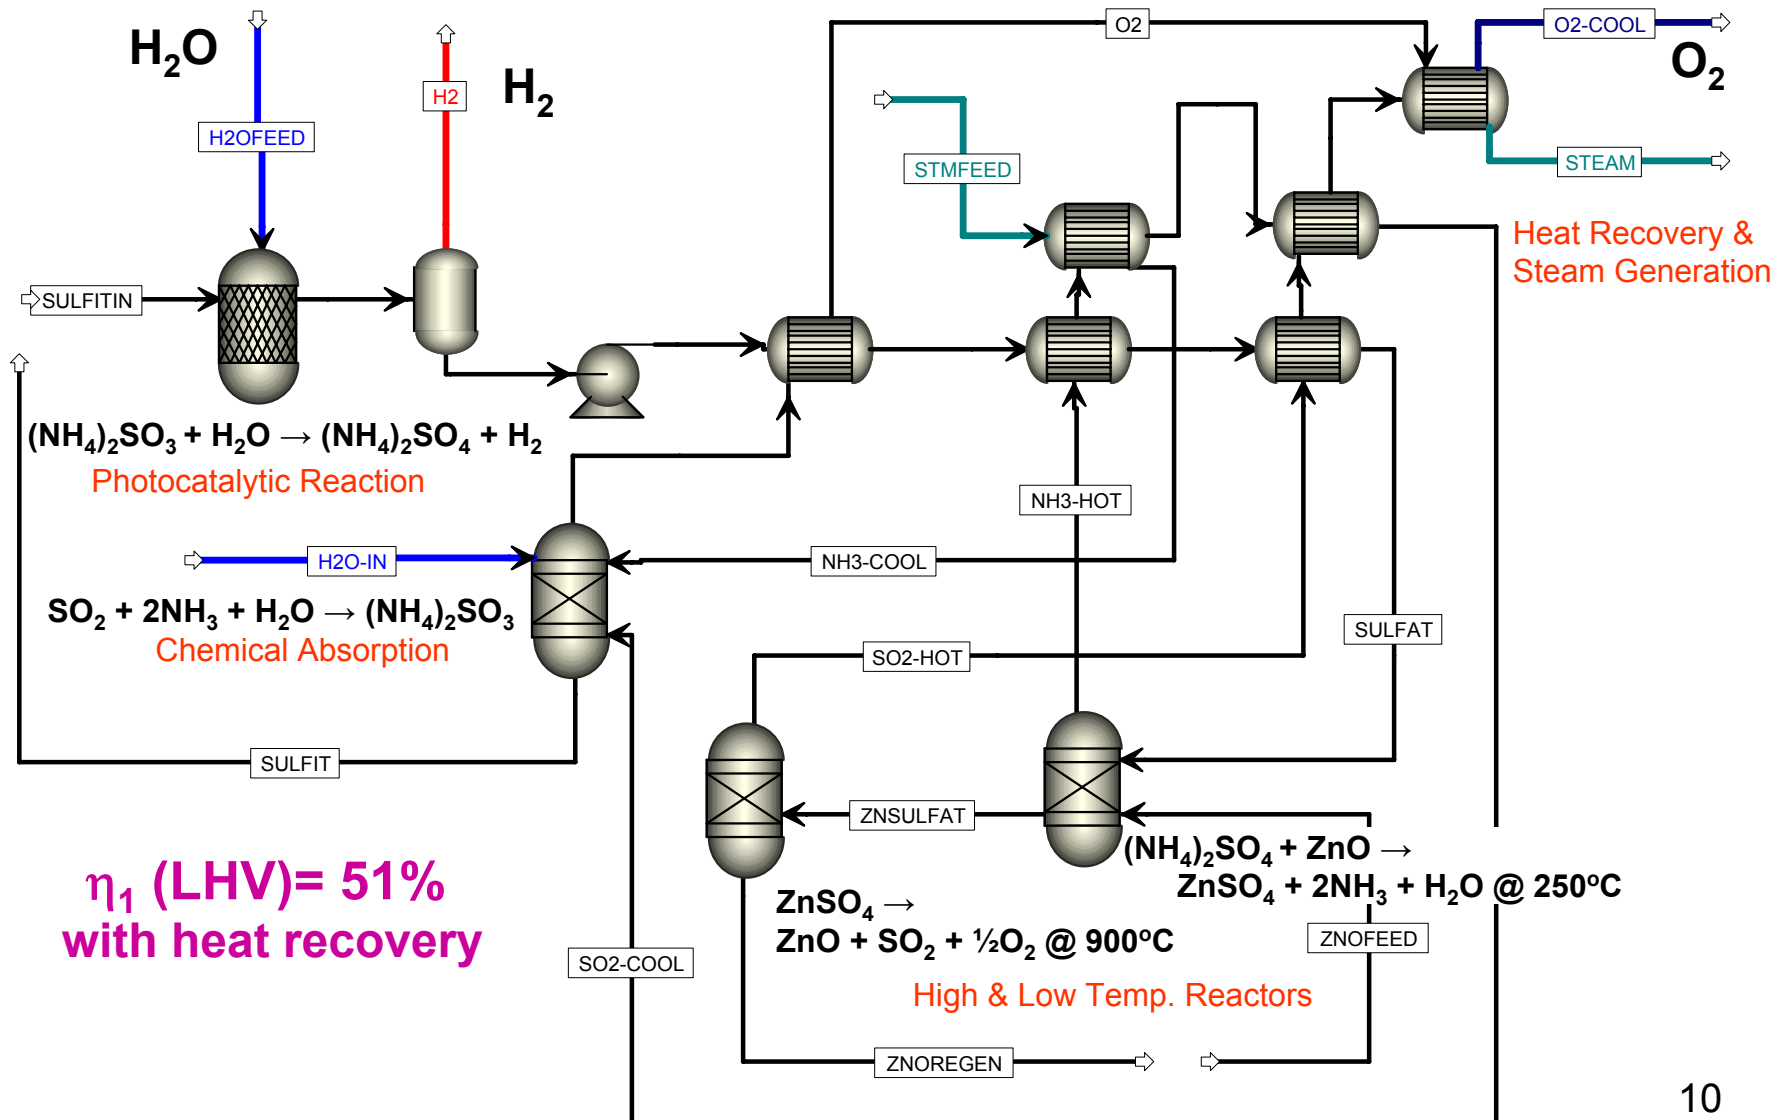 O2
O2-COOL
H₂O
O₂
H2
H₂
H2OFEED
STMFEED
STEAM
Heat Recovery &
Steam Generation
SULFITIN
(NH₄)₂SO₃ + H₂O → (NH₄)₂SO₄ + H₂
Photocatalytic Reaction
NH3-HOT
H2O-IN
NH3-COOL
SO₂ + 2NH₃ + H₂O → (NH₄)₂SO₃
Chemical Absorption
SULFAT
SO2-HOT
SULFIT
ZNSULFAT
(NH₄)₂SO₄ + ZnO →
ZnSO₄ + 2NH₃ + H₂O @ 250ºC
η₁ (LHV)= 51%
with heat recovery
ZnSO₄ →
ZnO + SO₂ + ½O₂ @ 900ºC
ZNOFEED
SO2-COOL
High & Low Temp. Reactors
ZNOREGEN
10